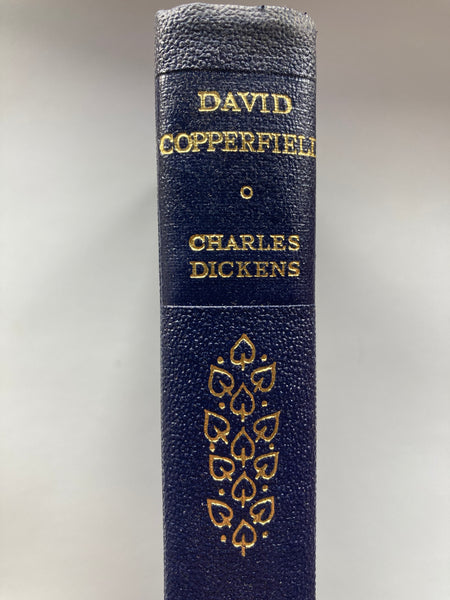 DAVID
COPPERFIELD
o
CHARLES
DICKENS